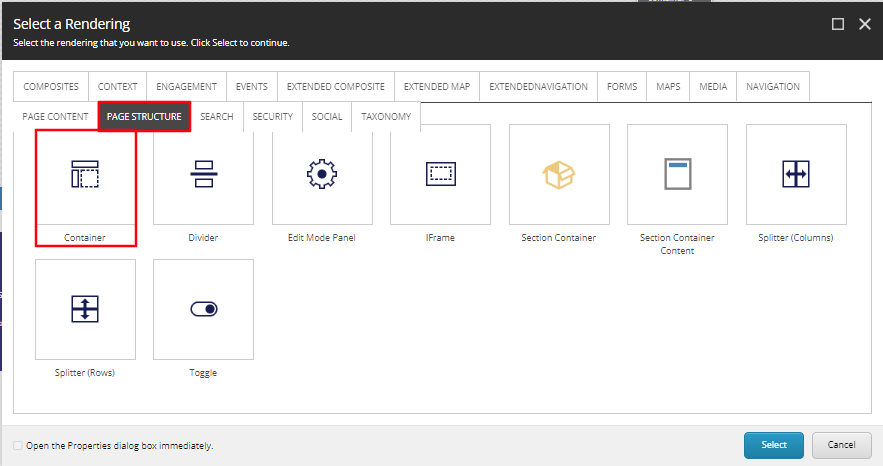 Select a Rendering
Select the rendering that you want to use. Click Select to continue.
COMPOSITES CONTEXT ENGAGEMENT EVENTS EXTENDED COMPOSITE EXTENDED MAP EXTENDEDNAVIGATION FORMS MAPS MEDIA NAVIGATION
PAGE CONTENT PAGE STRUCTURE SEARCH SECURITY SOCIAL TAXONOMY
Container Divider Edit Mode Panel IFrame Section Container Section Container Splitter (Columns)
Content
Splitter (Rows) Toggle
Open the Properties dialog box immediately. Select Cancel